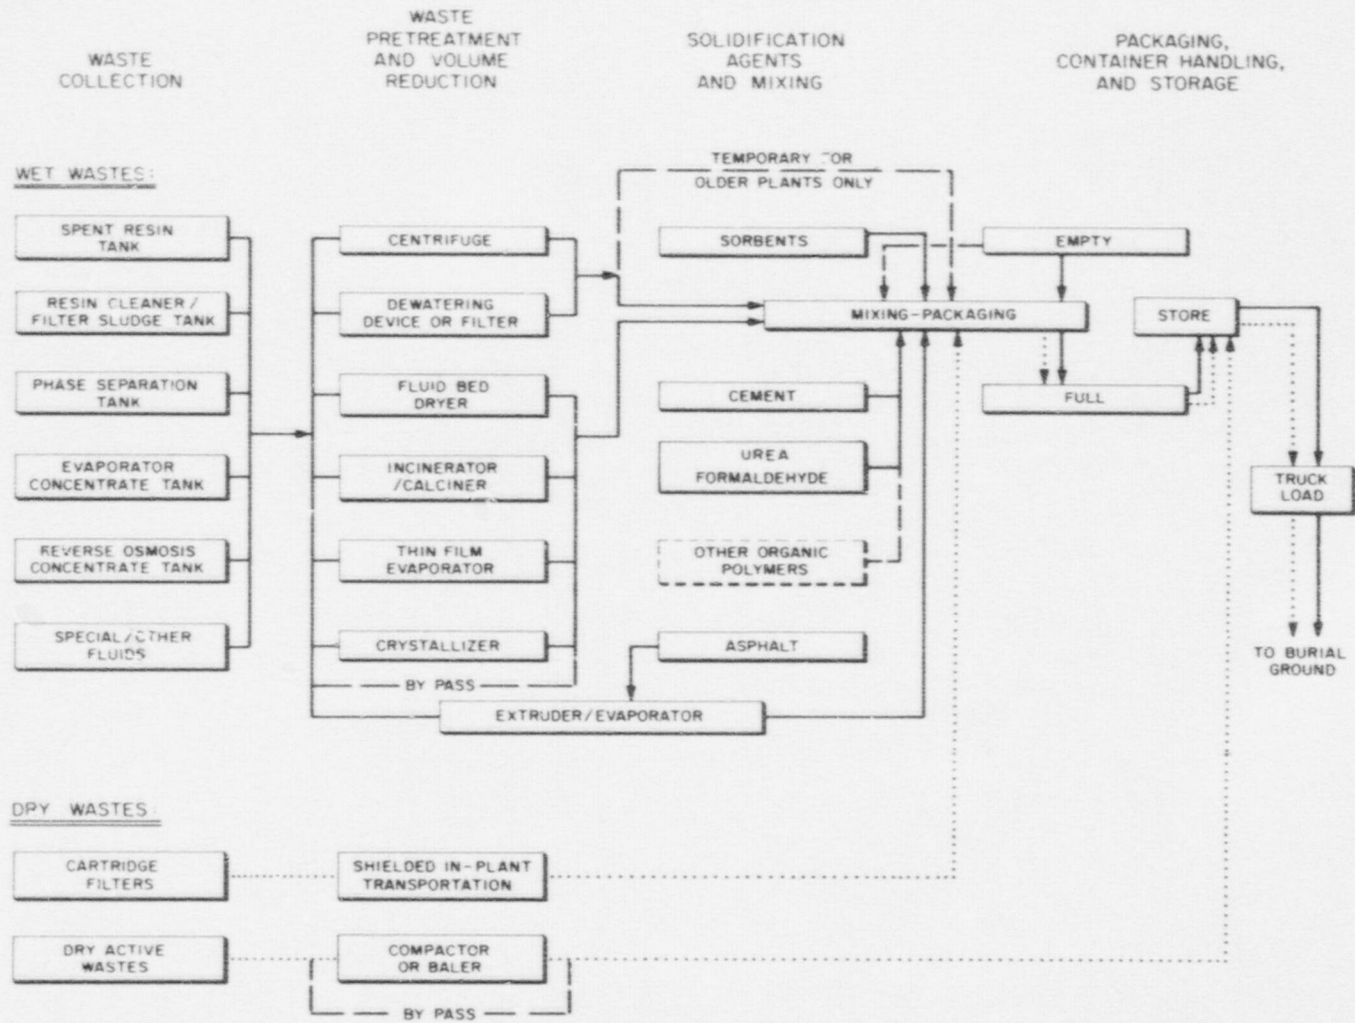 WASTE
COLLECTION
WASTE
PRETREATMENT
AND VOLUME
REDUCTION
SOLIDIFICATION
AGENTS
AND MIXING
PACKAGING,
CONTAINER HANDLING,
AND STORAGE
WET WASTES:
SPENT RESIN
TANK
RESIN CLEANER/
FILTER SLUDGE TANK
PHASE SEPARATION
TANK
EVAPORATOR
CONCENTRATE TANK
REVERSE OSMOSIS
CONCENTRATE TANK
SPECIAL/OTHER
FLUIDS
CENTRIFUGE
DEWATERING
DEVICE OR FILTER
FLUID BED
DRYER
INCINERATOR
/CALCINER
THIN FILM
EVAPORATOR
CRYSTALLIZER
BY PASS
EXTRUDER/EVAPORATOR
TEMPORARY FOR
OLDER PLANTS ONLY
SORBENTS
MIXING-PACKAGING
CEMENT
UREA
FORMALDEHYDE
OTHER ORGANIC
POLYMERS
ASPHALT
EMPTY
FULL
STORE
TRUCK
LOAD
TO BURIAL
GROUND
DRY WASTES:
CARTRIDGE
FILTERS
SHIELDED IN-PLANT
TRANSPORTATION
DRY ACTIVE
WASTES
COMPACTOR
OR BALER
BY PASS